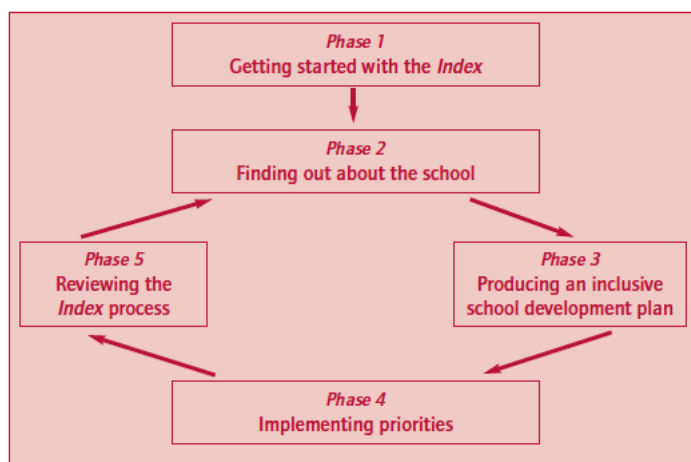 Phase 1
Getting started with the Index
Phase 2
Finding out about the school
Phase 5
Reviewing the
Index process
Phase 3
Producing an inclusive
school development plan
Phase 4
Implementing priorities